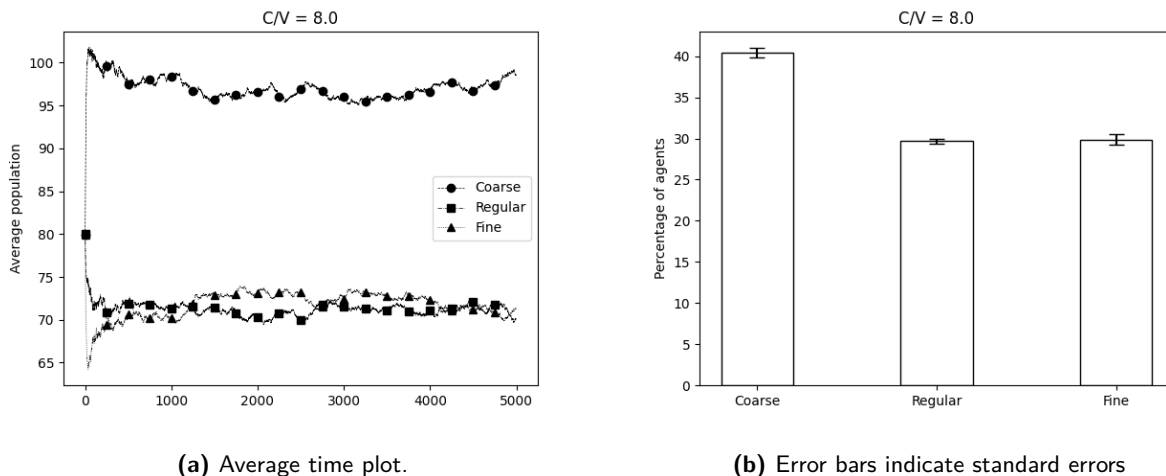 C/V = 8.0
Average population
100
95
90
85
80
75
70
65
Coarse
Regular
Fine
0 1000 2000 3000 4000 5000
(a) Average time plot.
C/V = 8.0
Percentage of agents
40
35
30
25
20
15
10
5
0
Coarse Regular Fine
(b) Error bars indicate standard errors